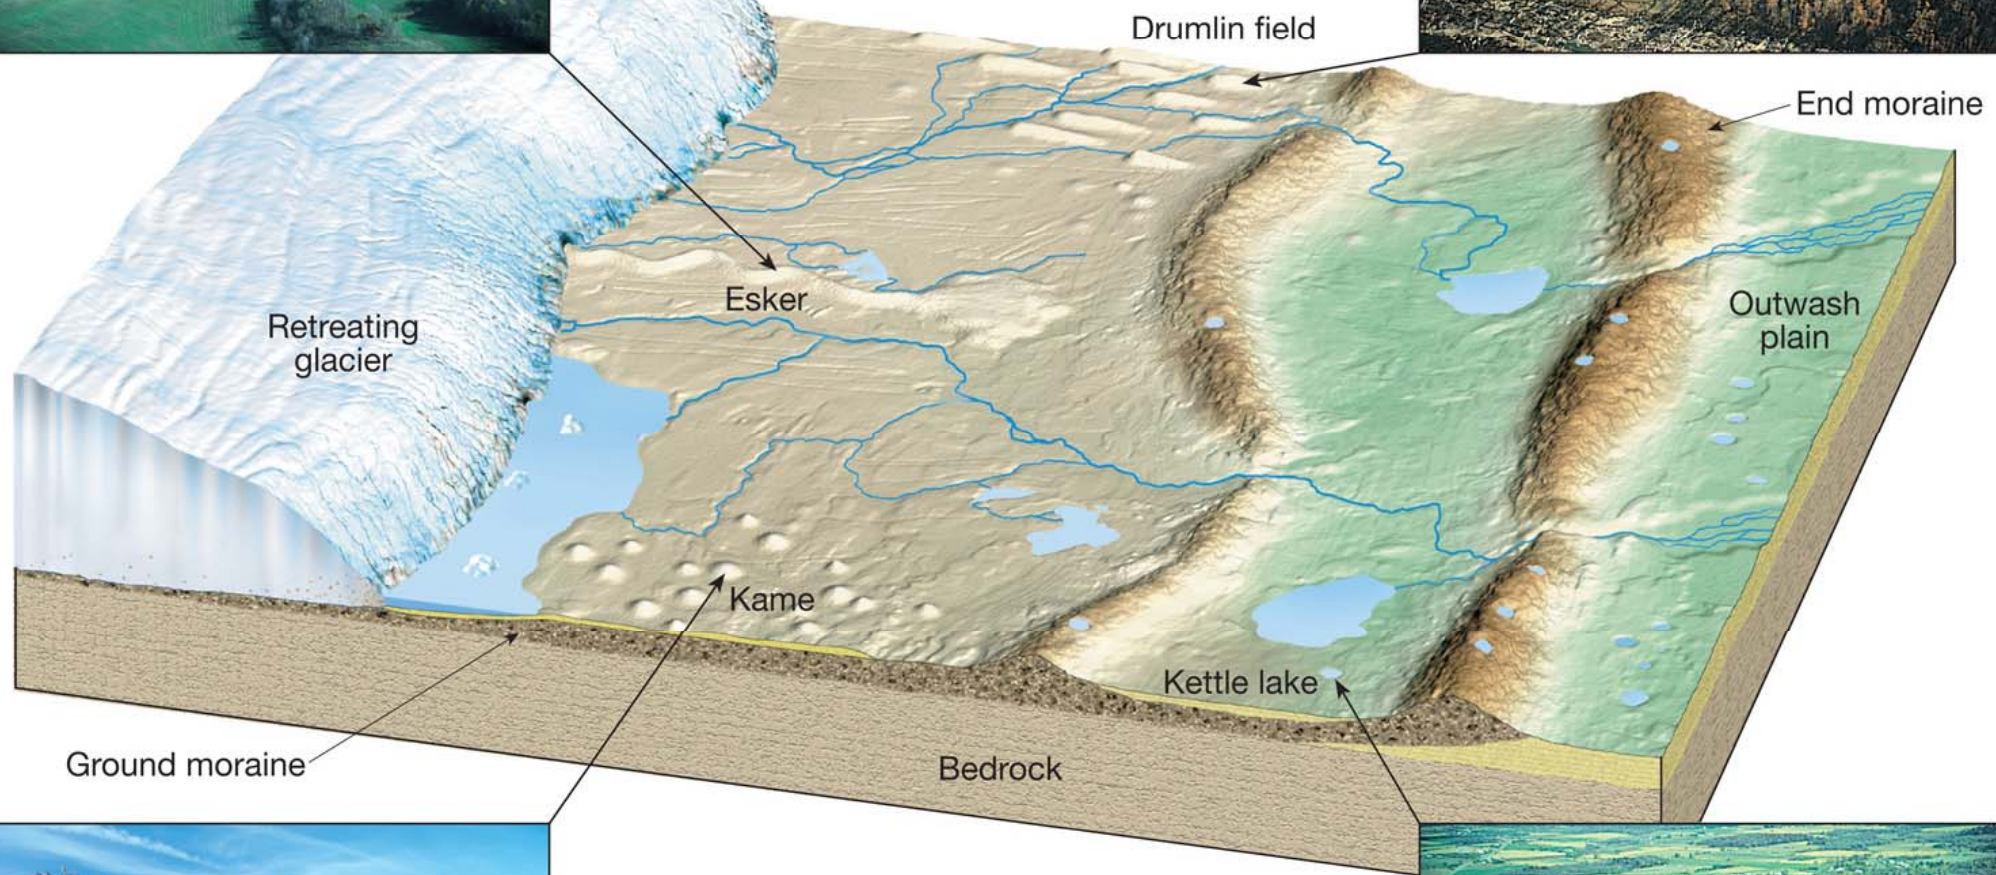 Drumlin field
End moraine
Esker
Retreating
glacier
Outwash
plain
Kame
Kettle lake
Ground moraine
Bedrock